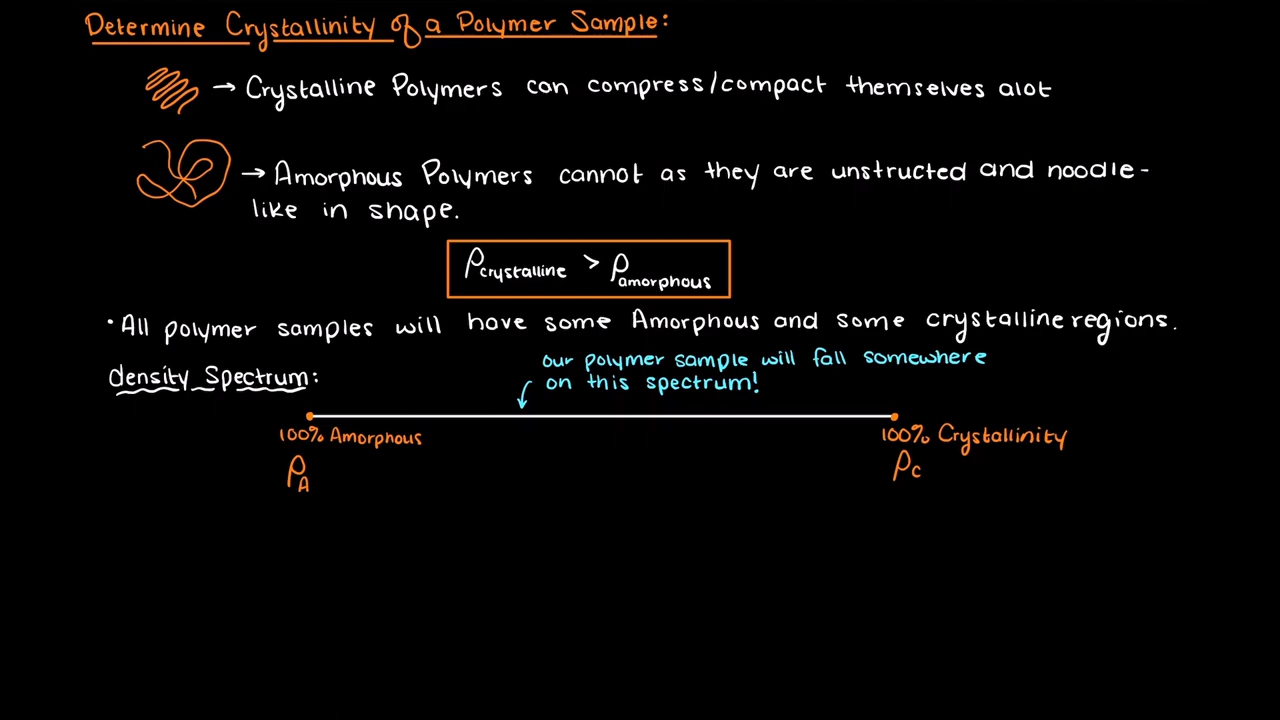 Determine Crystallinity of a Polymer Sample:
→ Crystalline Polymers can compress/compact themselves alot
→ Amorphous Polymers cannot as they are unstructed and noodle-
like in shape.
ρcrystalline > ρamorphous
• All polymer samples will have some Amorphous and some crystalline regions.
density Spectrum:
our polymer sample will fall somewhere
on this spectrum!
100% Amorphous
100% Crystallinity
ρA
ρc